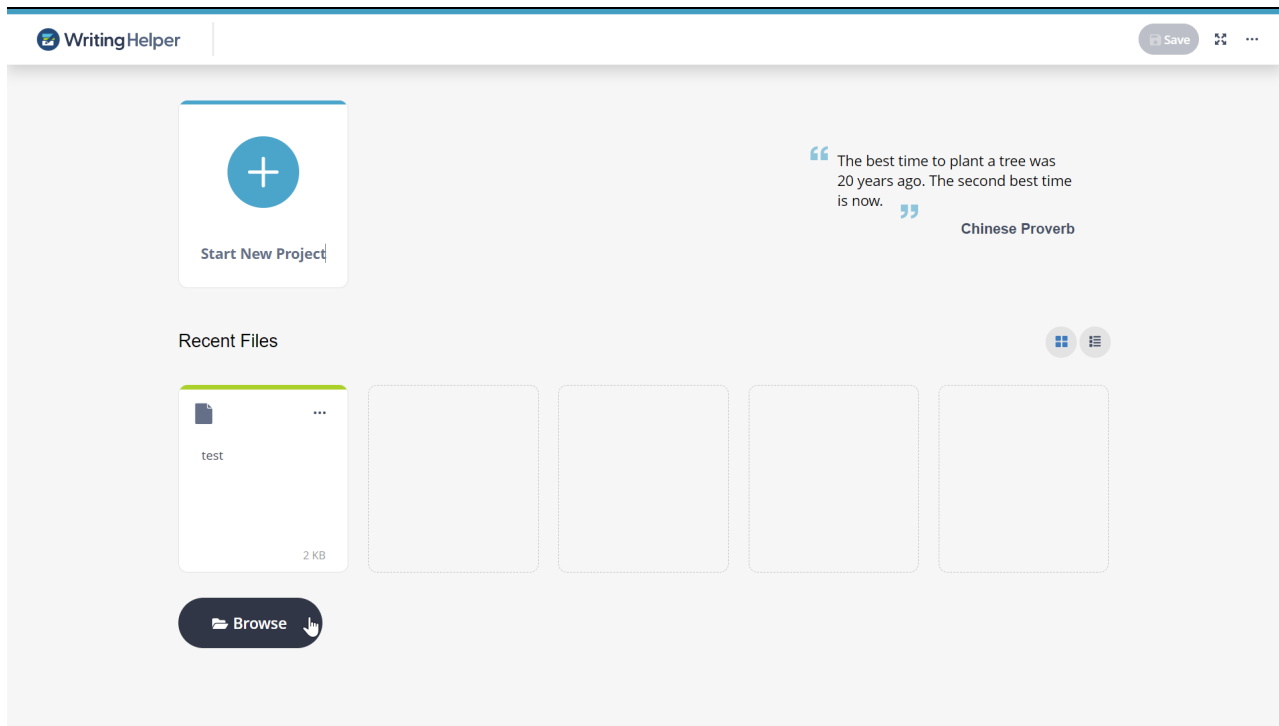 WritingHelper
Save
Start New Project
The best time to plant a tree was
20 years ago. The second best time
is now.
Chinese Proverb
Recent Files
test
2 KB
Browse